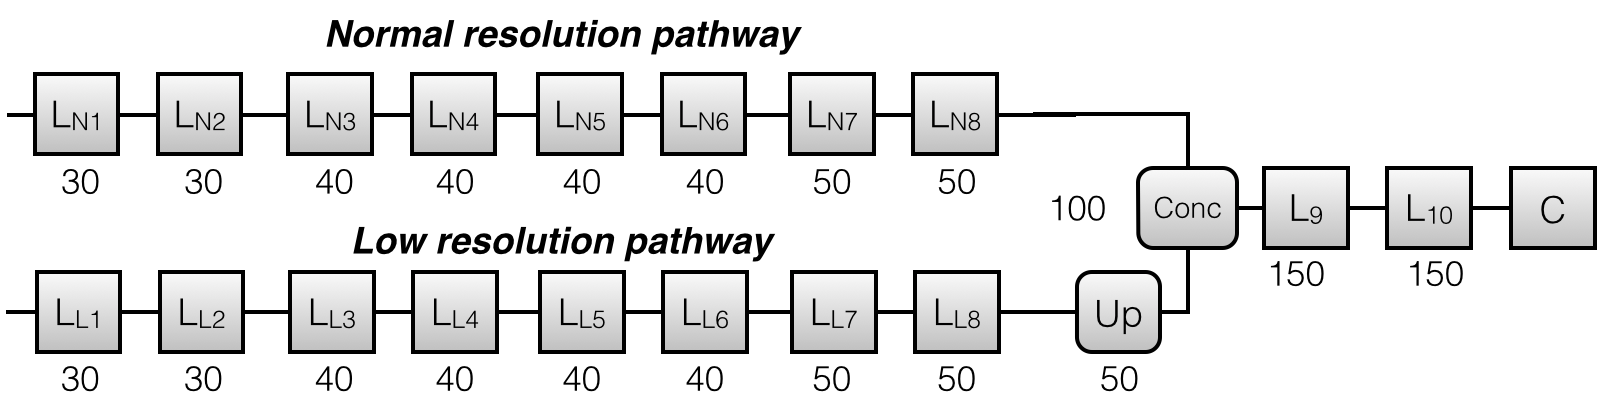 Normal resolution pathway
LN1 LN2 LN3 LN4 LN5 LN6 LN7 LN8
30 30 40 40 40 40 50 50
100 Conc L9 L10 C
150 150
Low resolution pathway
LL1 LL2 LL3 LL4 LL5 LL6 LL7 LL8 Up
30 30 40 40 40 40 50 50 50